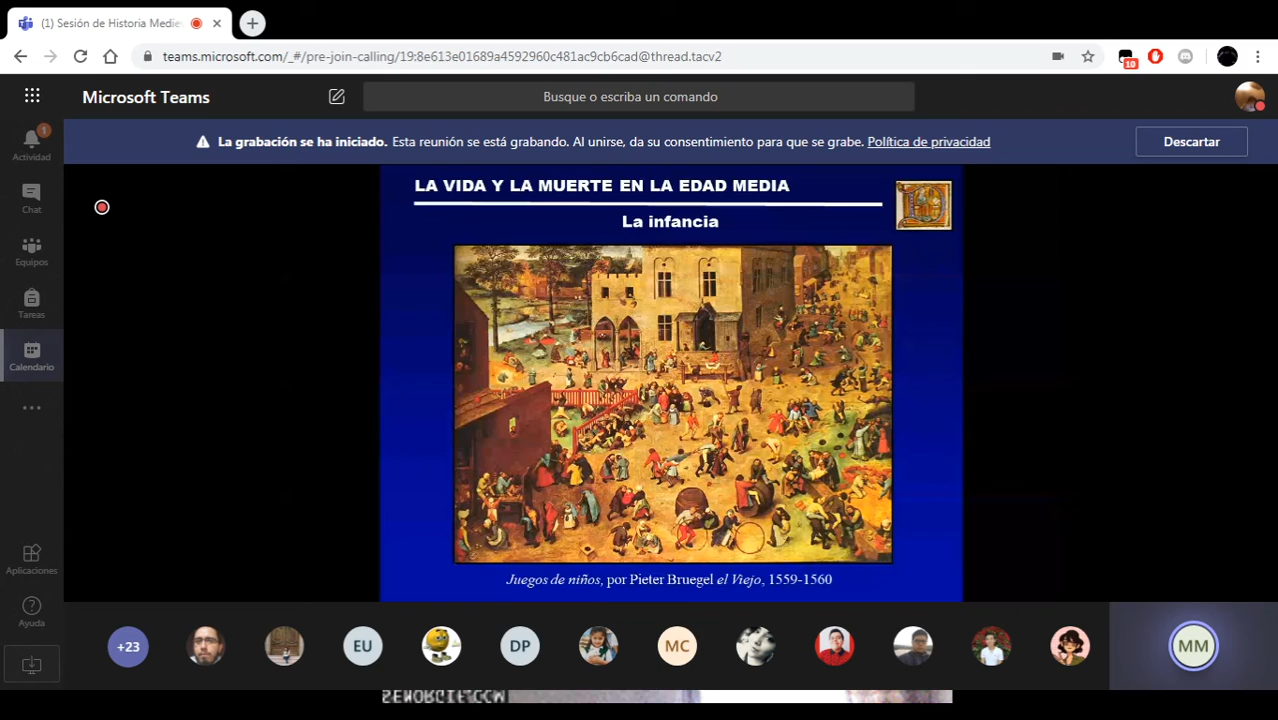 (1) Sesión de Historia Medie
teams.microsoft.com/_#/pre-join-calling/19:8e613e01689a4592960c481ac9cb6cad@thread.tacv2
10
Microsoft Teams
Busque o escriba un comando
1
Actividad
Chat
Equipos
Tareas
Calendario
Aplicaciones
Ayuda
La grabación se ha iniciado. Esta reunión se está grabando. Al unirse, da su consentimiento para que se grabe. Política de privacidad
Descartar
LA VIDA Y LA MUERTE EN LA EDAD MEDIA
La infancia
Juegos de niños, por Pieter Bruegel el Viejo, 1559-1560
+23
EU
DP
MC
MM